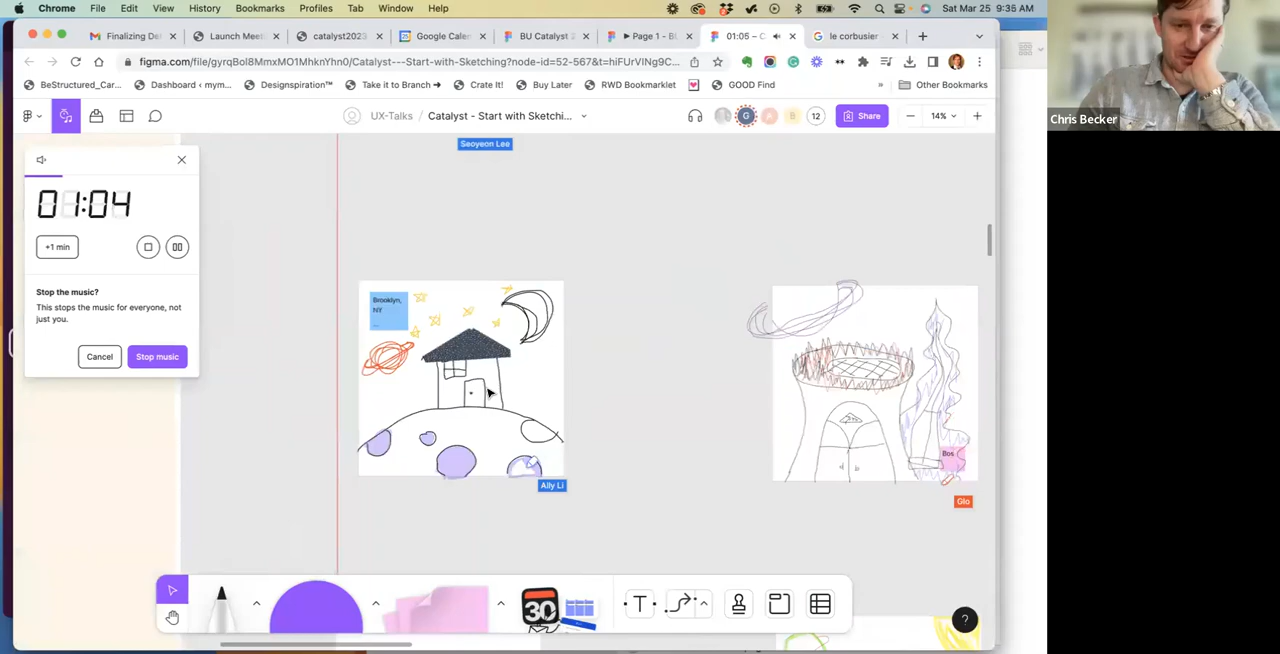 Chrome File Edit View History Bookmarks Profiles Tab Window Help Sat Mar 25 9:35 AM
Finalizing De Launch Meet catalyst2023 Google Cale BU Catalyst 2 Page 1 - BU 01:05 – C le corbusier
figma.com/file/gyrqBol8MmxMO1MhknYhn0/Catalyst---Start-with-Sketching?node-id=52-567&t=hiFUrVINg9C...
BeStructured_Car... Dashboard ‹ mym... Designspiration™ Take it to Branch → Crate It! Buy Later RWD Bookmarklet GOOD Find » Other Bookmarks
UX-Talks / Catalyst - Start with Sketchi... G A B 12 Share 14%
Chris Becker
Seoyeon Lee
01:04
+1 min
Stop the music?
This stops the music for everyone, not
just you.
Cancel Stop music
Brooklyn,
hi!!
Bos
Ally Li
Glo
30
T
?